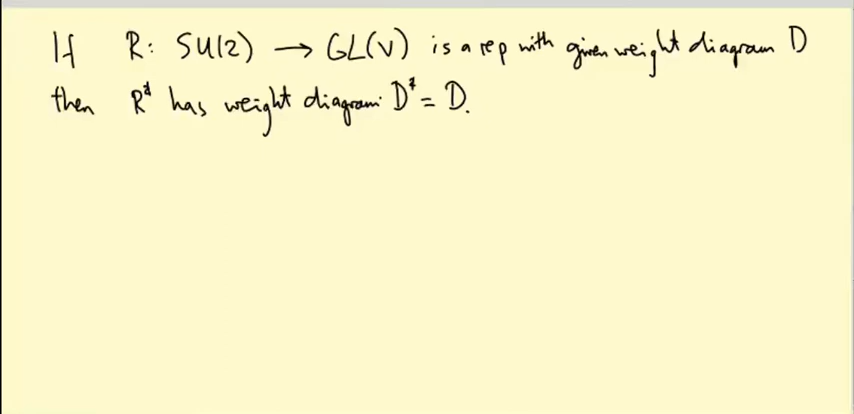 If R: SU(2) → GL(V) is a rep with given weight diagram D
then R* has weight diagram D* = D.